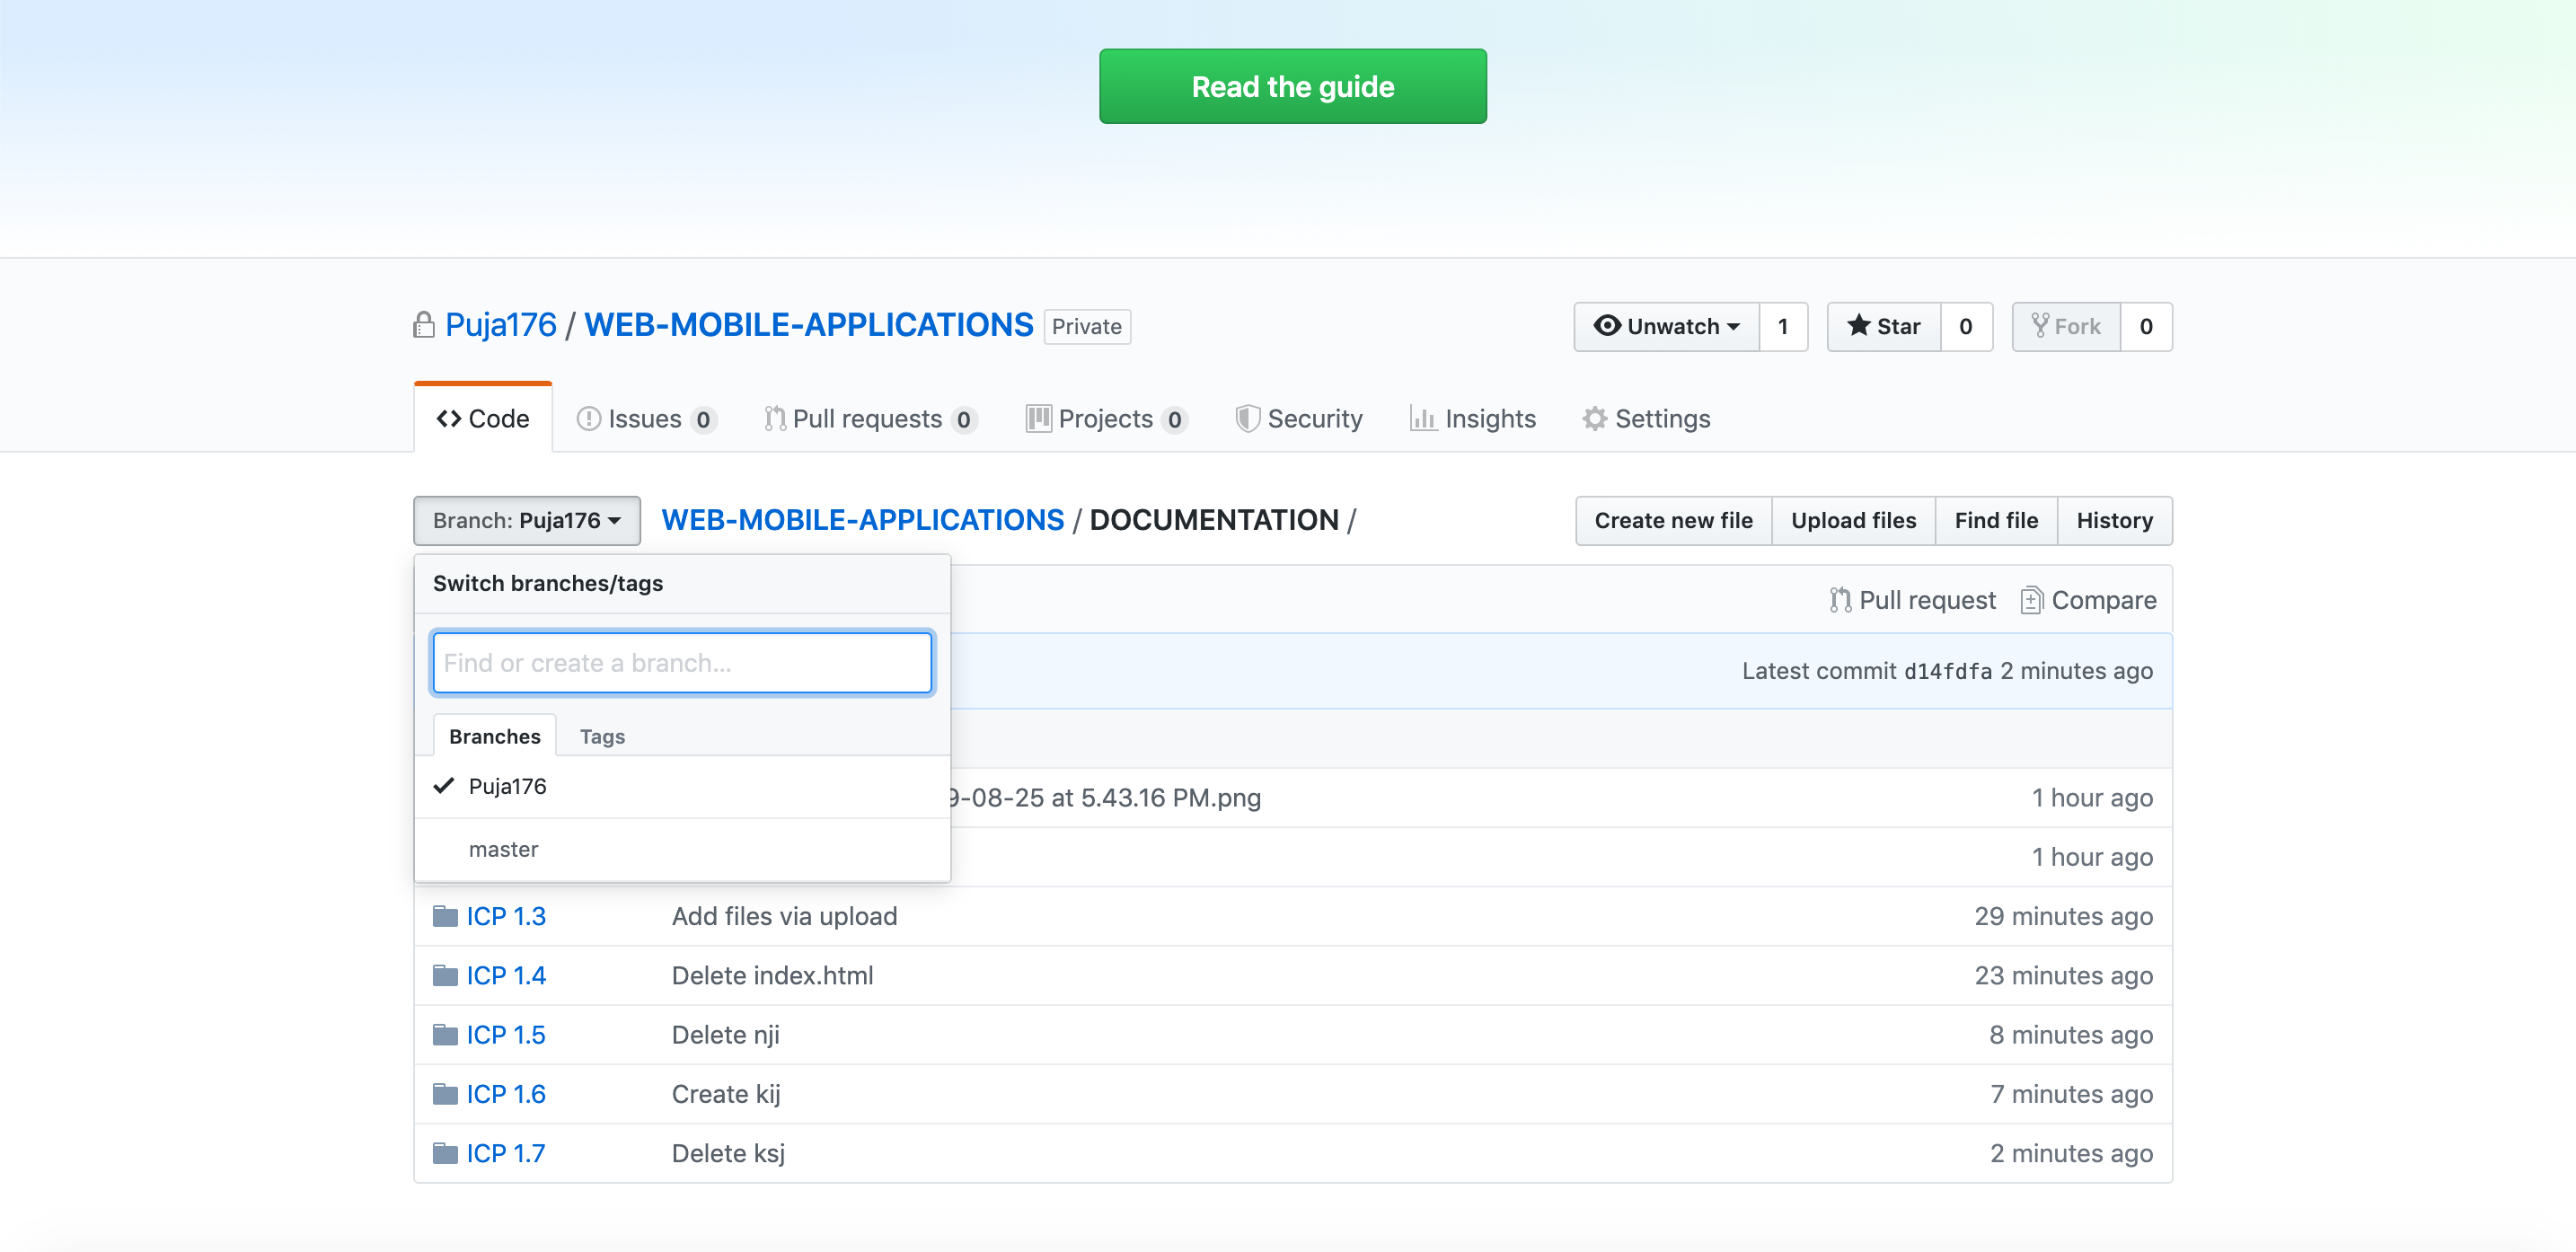 Read the guide
Puja176 / WEB-MOBILE-APPLICATIONS Private
Unwatch 1 Star 0 Fork 0
Code Issues 0 Pull requests 0 Projects 0 Security Insights Settings
Branch: Puja176 WEB-MOBILE-APPLICATIONS / DOCUMENTATION / Create new file Upload files Find file History
Switch branches/tags
Pull request Compare
Find or create a branch...
Latest commit d14fdfa 2 minutes ago
Branches Tags
Puja176
9-08-25 at 5.43.16 PM.png 1 hour ago
master
1 hour ago
ICP 1.3 Add files via upload 29 minutes ago
ICP 1.4 Delete index.html 23 minutes ago
ICP 1.5 Delete nji 8 minutes ago
ICP 1.6 Create kij 7 minutes ago
ICP 1.7 Delete ksj 2 minutes ago